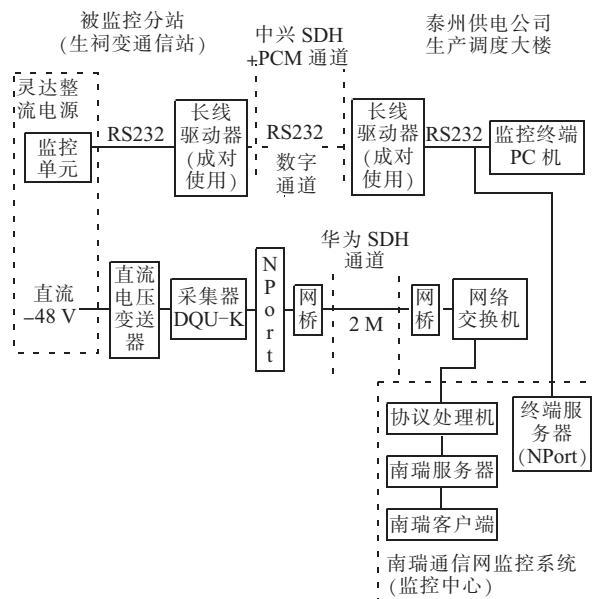 被监控分站
(生祠变通信站)
中兴 SDH
+PCM 通道
泰州供电公司
生产调度大楼
灵达整
流电源
监控
单元
RS232
长线
驱动器
(成对
使用)
RS232
数字
通道
长线
驱动器
(成对
使用)
RS232
监控终端
PC 机
直流
-48 V
直流
电压
变送
器
采集器
DQU-K
N
P
o
r
t
网
桥
华为 SDH
通道
2 M
网
桥
网络
交换机
协议处理机
南瑞服务器
南瑞客户端
终端服
务器
(NPort)
南瑞通信网监控系统
(监控中心)